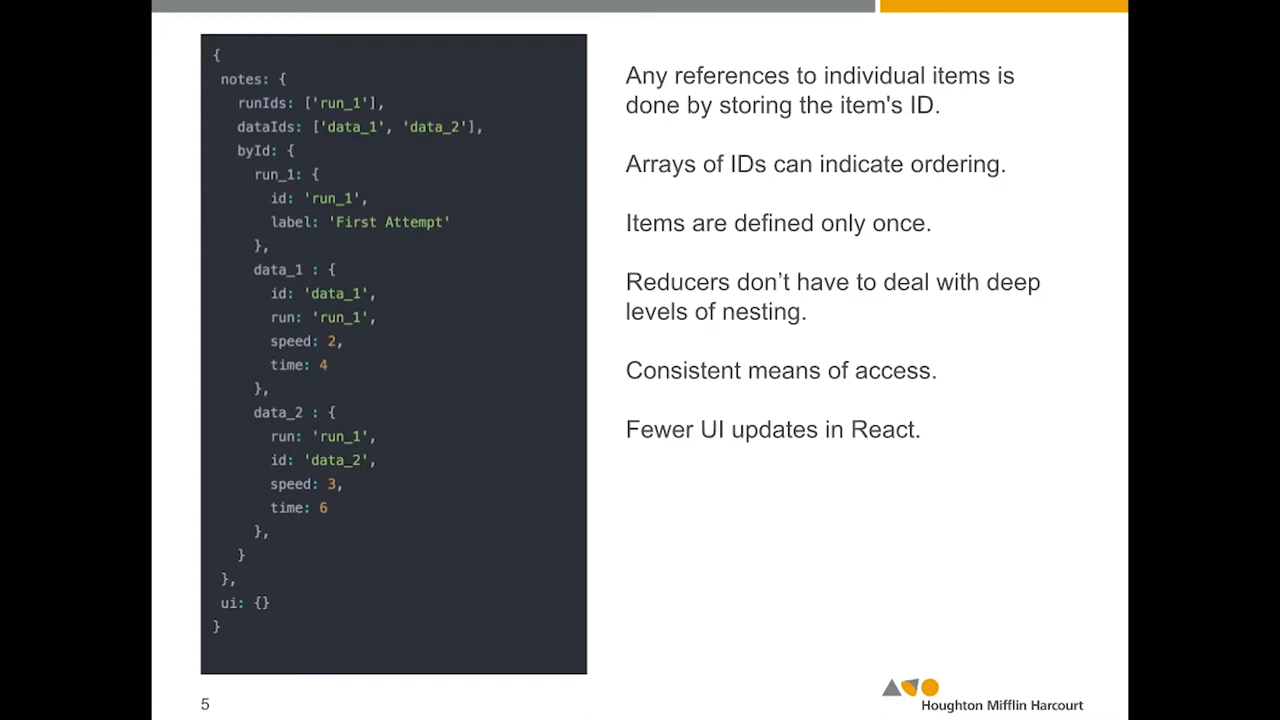 {
notes: {
runIds: ['run_1'],
dataIds: ['data_1', 'data_2'],
byId: {
run_1: {
id: 'run_1',
label: 'First Attempt'
},
data_1 : {
id: 'data_1',
run: 'run_1',
speed: 2,
time: 4
},
data_2 : {
run: 'run_1',
id: 'data_2',
speed: 3,
time: 6
},
}
},
ui: {}
}
Any references to individual items is
done by storing the item's ID.
Arrays of IDs can indicate ordering.
Items are defined only once.
Reducers don’t have to deal with deep
levels of nesting.
Consistent means of access.
Fewer UI updates in React.
5
Houghton Mifflin Harcourt